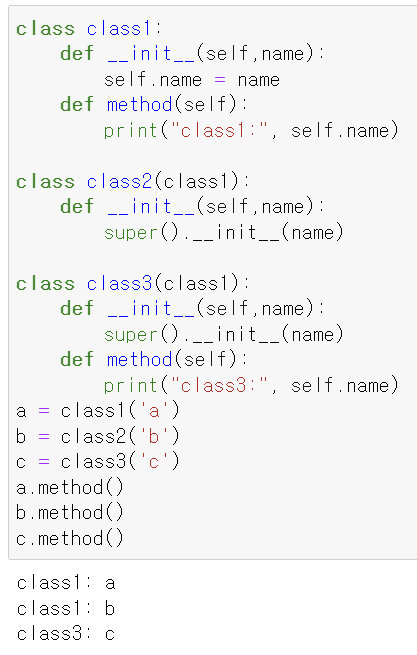 class class1:
    def __init__(self,name):
        self.name = name
    def method(self):
        print("class1:", self.name)

class class2(class1):
    def __init__(self,name):
        super().__init__(name)

class class3(class1):
    def __init__(self,name):
        super().__init__(name)
    def method(self):
        print("class3:", self.name)
a = class1('a')
b = class2('b')
c = class3('c')
a.method()
b.method()
c.method()
class1: a
class1: b
class3: c